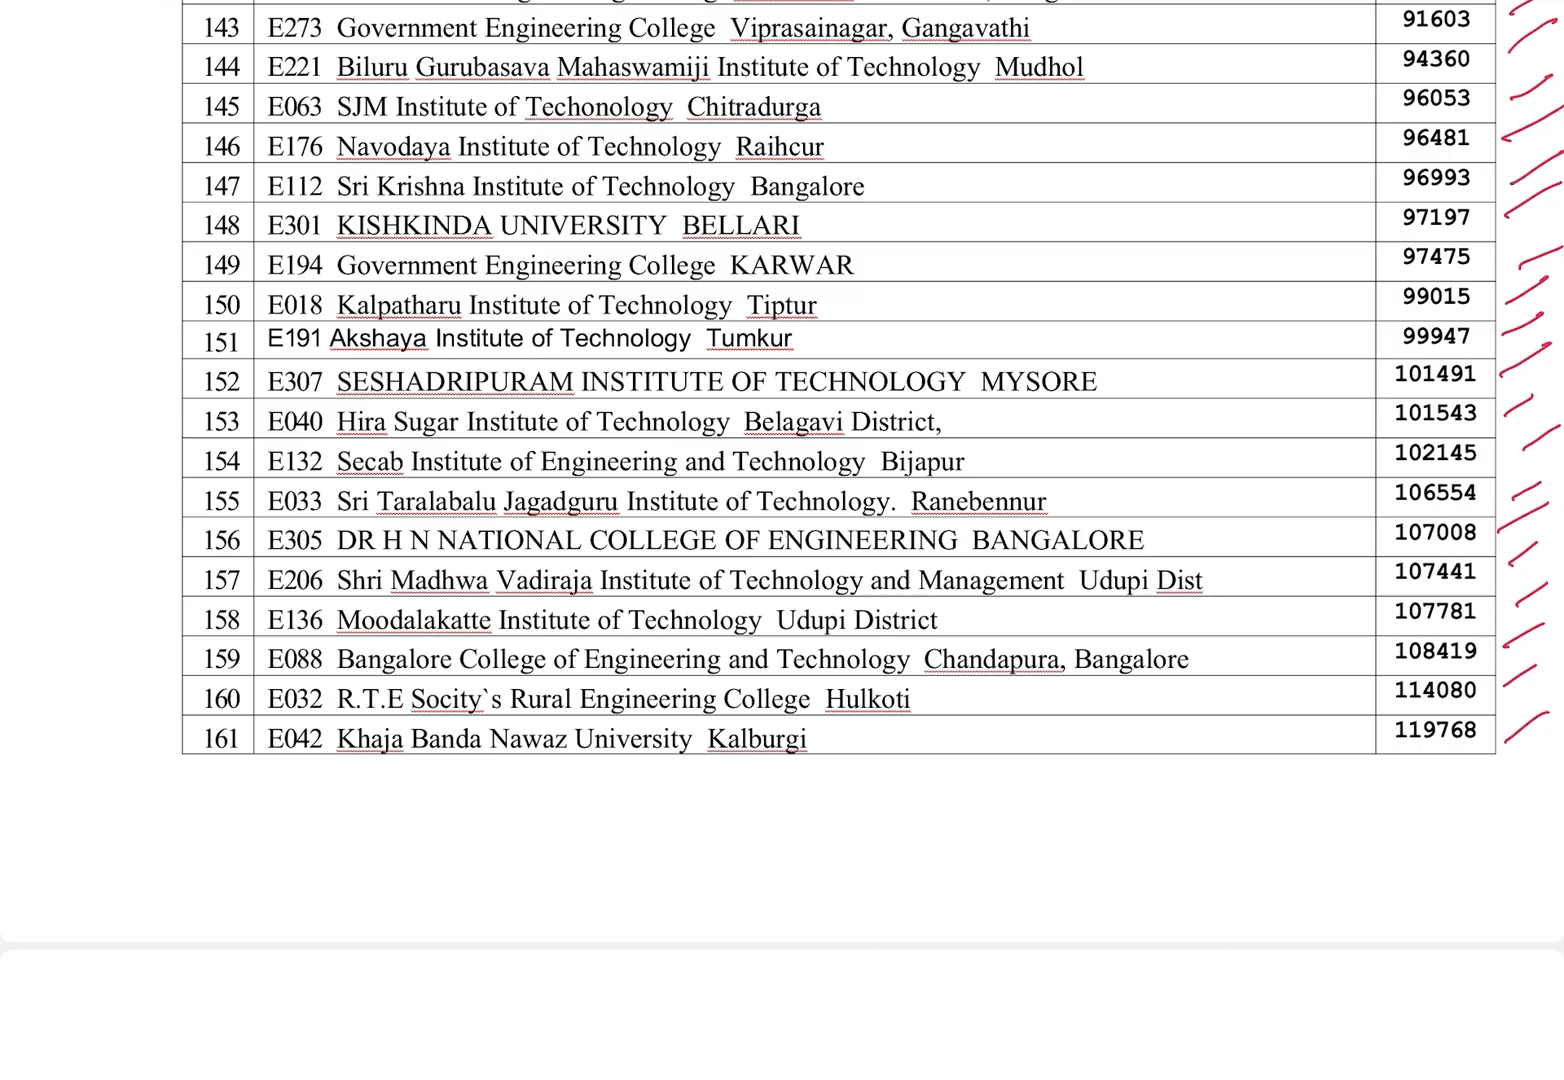 143 E273 Government Engineering College Viprasainagar, Gangavathi 91603
144 E221 Biluru Gurubasava Mahaswamiji Institute of Technology Mudhol 94360
145 E063 SJM Institute of Techonology Chitradurga 96053
146 E176 Navodaya Institute of Technology Raihcur 96481
147 E112 Sri Krishna Institute of Technology Bangalore 96993
148 E301 KISHKINDA UNIVERSITY BELLARI 97197
149 E194 Government Engineering College KARWAR 97475
150 E018 Kalpatharu Institute of Technology Tiptur 99015
151 E191 Akshaya Institute of Technology Tumkur 99947
152 E307 SESHADRIPURAM INSTITUTE OF TECHNOLOGY MYSORE 101491
153 E040 Hira Sugar Institute of Technology Belagavi District, 101543
154 E132 Secab Institute of Engineering and Technology Bijapur 102145
155 E033 Sri Taralabalu Jagadguru Institute of Technology. Ranebennur 106554
156 E305 DR H N NATIONAL COLLEGE OF ENGINEERING BANGALORE 107008
157 E206 Shri Madhwa Vadiraja Institute of Technology and Management Udupi Dist 107441
158 E136 Moodalakatte Institute of Technology Udupi District 107781
159 E088 Bangalore College of Engineering and Technology Chandapura, Bangalore 108419
160 E032 R.T.E Socity`s Rural Engineering College Hulkoti 114080
161 E042 Khaja Banda Nawaz University Kalburgi 119768